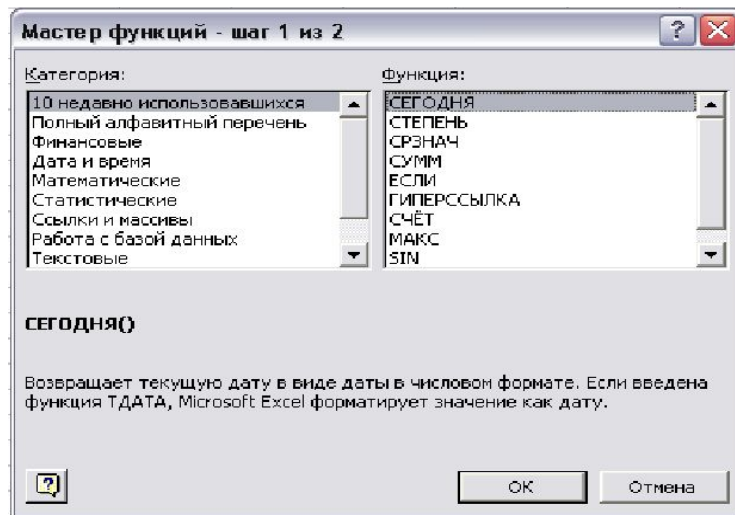 Мастер функций - шаг 1 из 2
Категория:
10 недавно использовавшихся
Полный алфавитный перечень
Финансовые
Дата и время
Математические
Статистические
Ссылки и массивы
Работа с базой данных
Текстовые
Функция:
СЕГОДНЯ
СТЕПЕНЬ
СРЗНАЧ
СУММ
ЕСЛИ
ГИПЕРССЫЛКА
СЧЁТ
МАКС
SIN
СЕГОДНЯ()
Возвращает текущую дату в виде даты в числовом формате. Если введена
функция ТДАТА, Microsoft Excel форматирует значение как дату.
ОК
Отмена